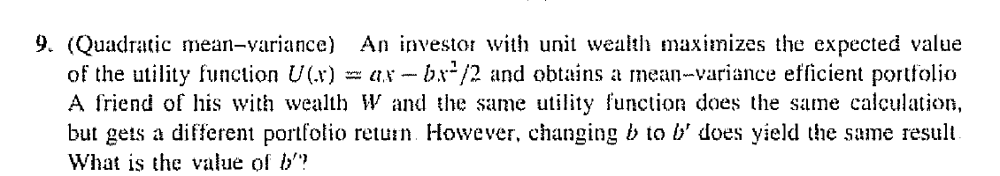 9. (Quadratic mean–variance) An investor with unit wealth maximizes the expected value
of the utility function U(x) = ax − bx²/2 and obtains a mean–variance efficient portfolio
A friend of his with wealth W and the same utility function does the same calculation,
but gets a different portfolio return. However, changing b to b′ does yield the same result.
What is the value of b′?